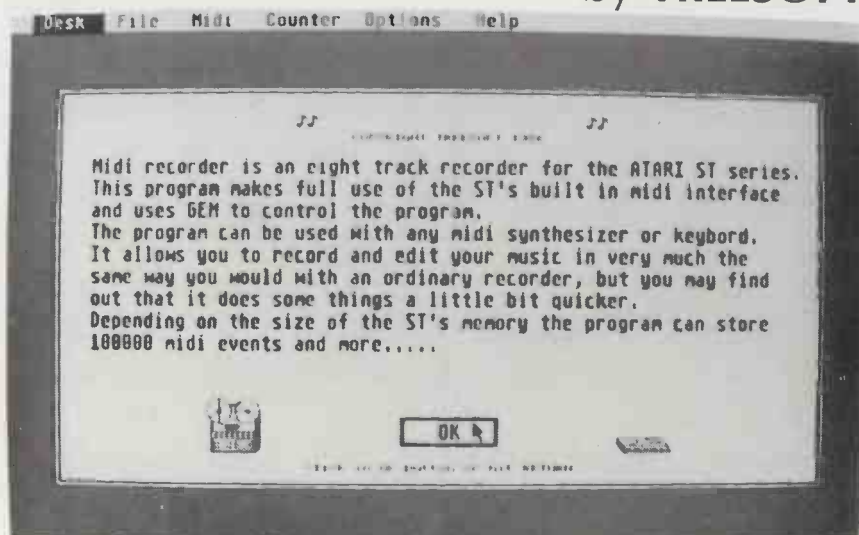 Desk File Midi Counter Options Help
Midi recorder is an eight track recorder for the ATARI ST series.
This program makes full use of the ST's built in midi interface
and uses GEM to control the program.
The program can be used with any midi synthesizer or keybord.
It allows you to record and edit your music in very much the
same way you would with an ordinary recorder, but you may find
out that it does some things a little bit quicker.
Depending on the size of the ST's memory the program can store
100000 midi events and more.....
OK